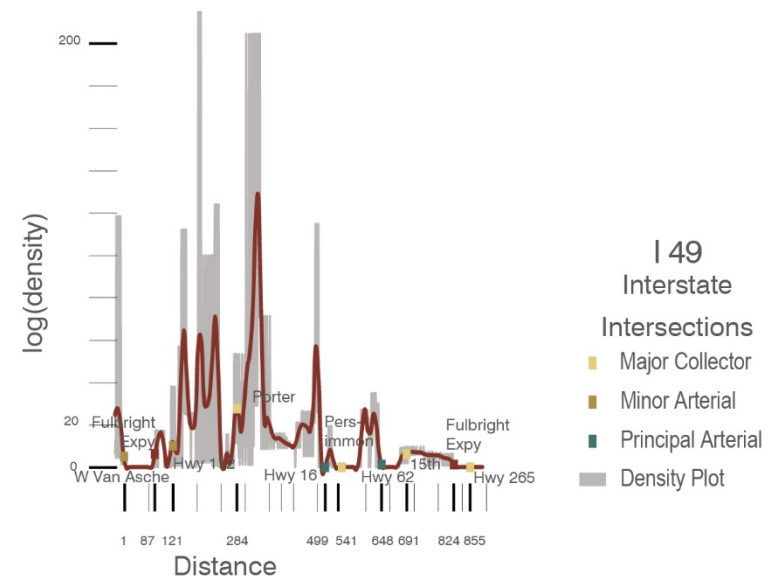 200
20
0
log(density)
Fulbright
Expy
W Van Asche
Porter
Hwy 16
Pers-
immon
Hwy 62
15th
Fulbright
Expy
Hwy 265
1 87 121 284 499 541 648 691 824 855
Distance
I 49
Interstate
Intersections
Major Collector
Minor Arterial
Principal Arterial
Density Plot